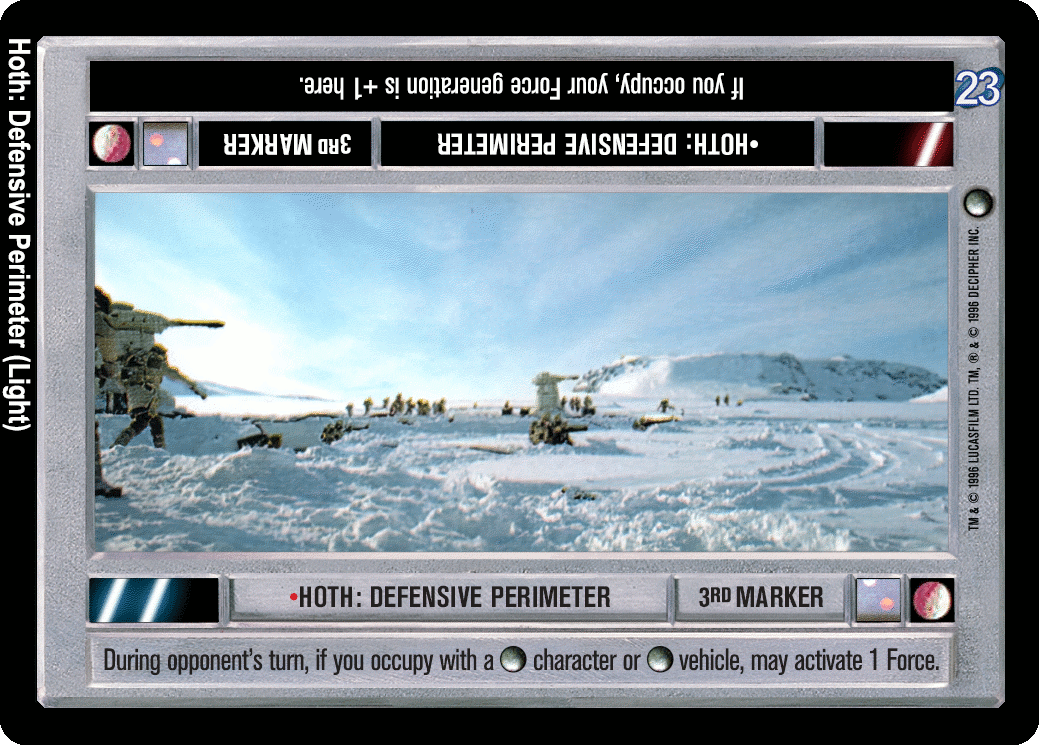 Hoth: Defensive Perimeter (Light)
If you occupy, your Force generation is +1 here.
23
•HOTH: DEFENSIVE PERIMETER
3RD MARKER
TM & © 1996 LUCASFILM LTD. TM, ® & © 1996 DECIPHER INC.
•HOTH: DEFENSIVE PERIMETER
3RD MARKER
During opponent's turn, if you occupy with a character or vehicle, may activate 1 Force.